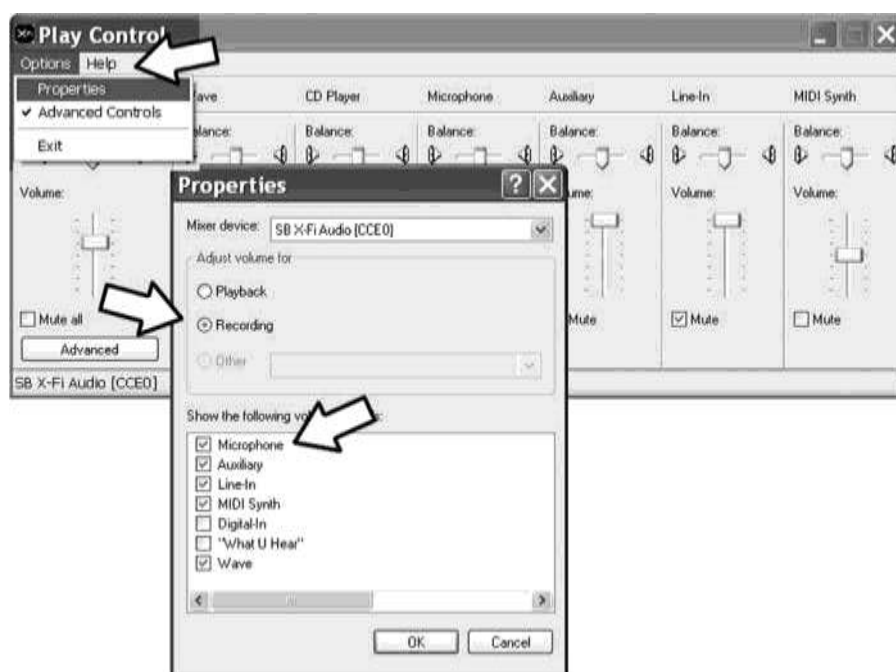 Play Control
Options Help
Properties
Advanced Controls
Exit
CD Player
Microphone
Auxiliary
Line-In
MIDI Synth
Balance:
Balance:
Balance:
Balance:
Balance:
Volume:
Volume:
Volume:
Mute all
Mute
Mute
Mute
Advanced
SB X-Fi Audio [CCE0]
Properties
Mixer device: SB X-Fi Audio [CCE0]
Adjust volume for
Playback
Recording
Other
Show the following
Microphone
Auxiliary
Line-In
MIDI Synth
Digital-In
"What U Hear"
Wave
OK Cancel